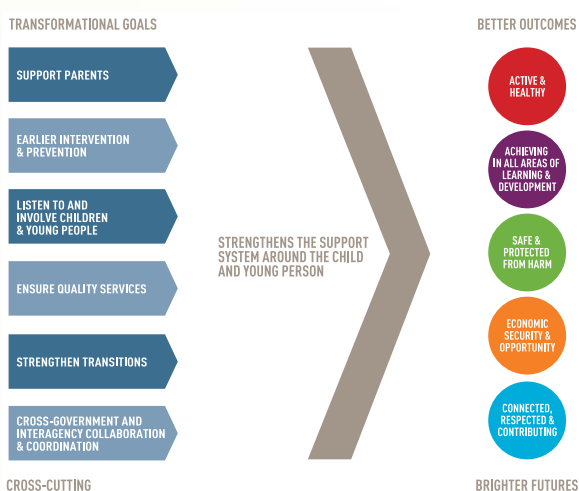 TRANSFORMATIONAL GOALS
SUPPORT PARENTS
EARLIER INTERVENTION
& PREVENTION
LISTEN TO AND
INVOLVE CHILDREN
& YOUNG PEOPLE
ENSURE QUALITY SERVICES
STRENGTHEN TRANSITIONS
CROSS-GOVERNMENT AND
INTERAGENCY COLLABORATION
& COORDINATION
CROSS-CUTTING
STRENGTHENS THE SUPPORT
SYSTEM AROUND THE CHILD
AND YOUNG PERSON
BETTER OUTCOMES
ACTIVE &
HEALTHY
ACHIEVING
IN ALL AREAS OF
LEARNING &
DEVELOPMENT
SAFE &
PROTECTED
FROM HARM
ECONOMIC
SECURITY &
OPPORTUNITY
CONNECTED,
RESPECTED &
CONTRIBUTING
BRIGHTER FUTURES